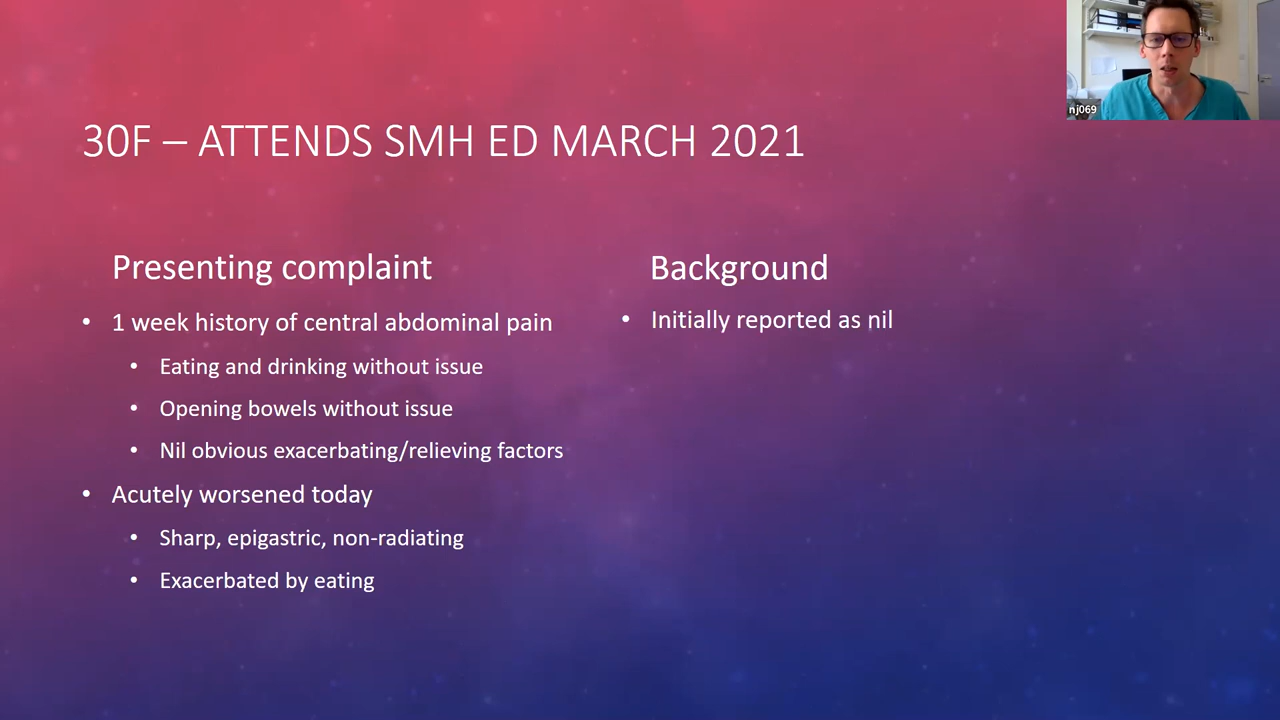 nj069
30F – ATTENDS SMH ED MARCH 2021
Presenting complaint
• 1 week history of central abdominal pain
• Eating and drinking without issue
• Opening bowels without issue
• Nil obvious exacerbating/relieving factors
• Acutely worsened today
• Sharp, epigastric, non-radiating
• Exacerbated by eating
Background
• Initially reported as nil